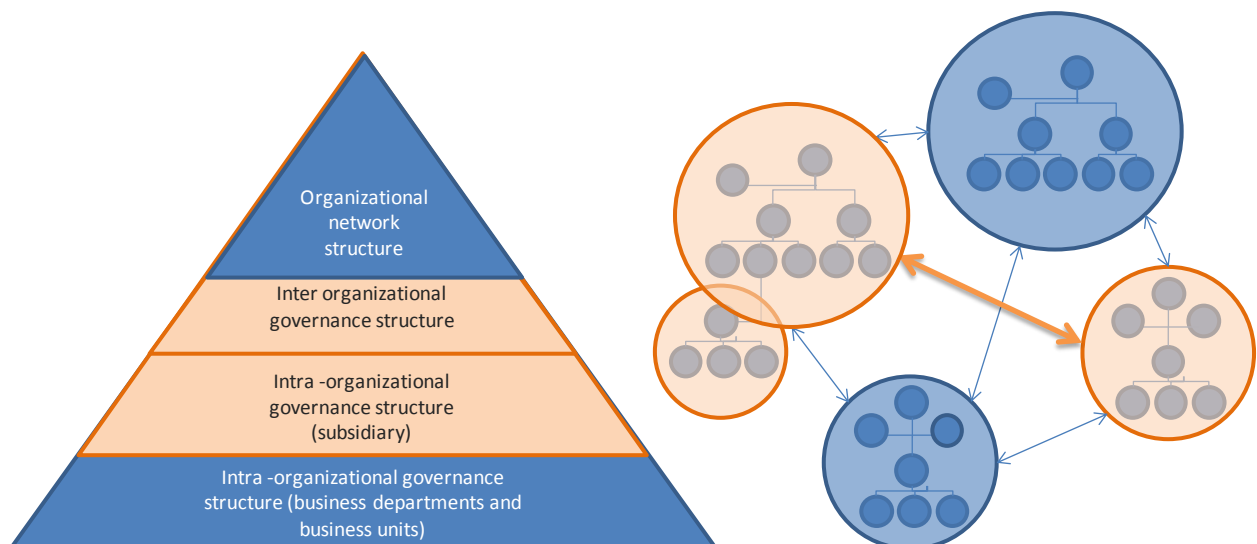 Organizational
network
structure
Inter organizational
governance structure
Intra -organizational
governance structure
(subsidiary)
Intra -organizational governance
structure (business departments and
business units)